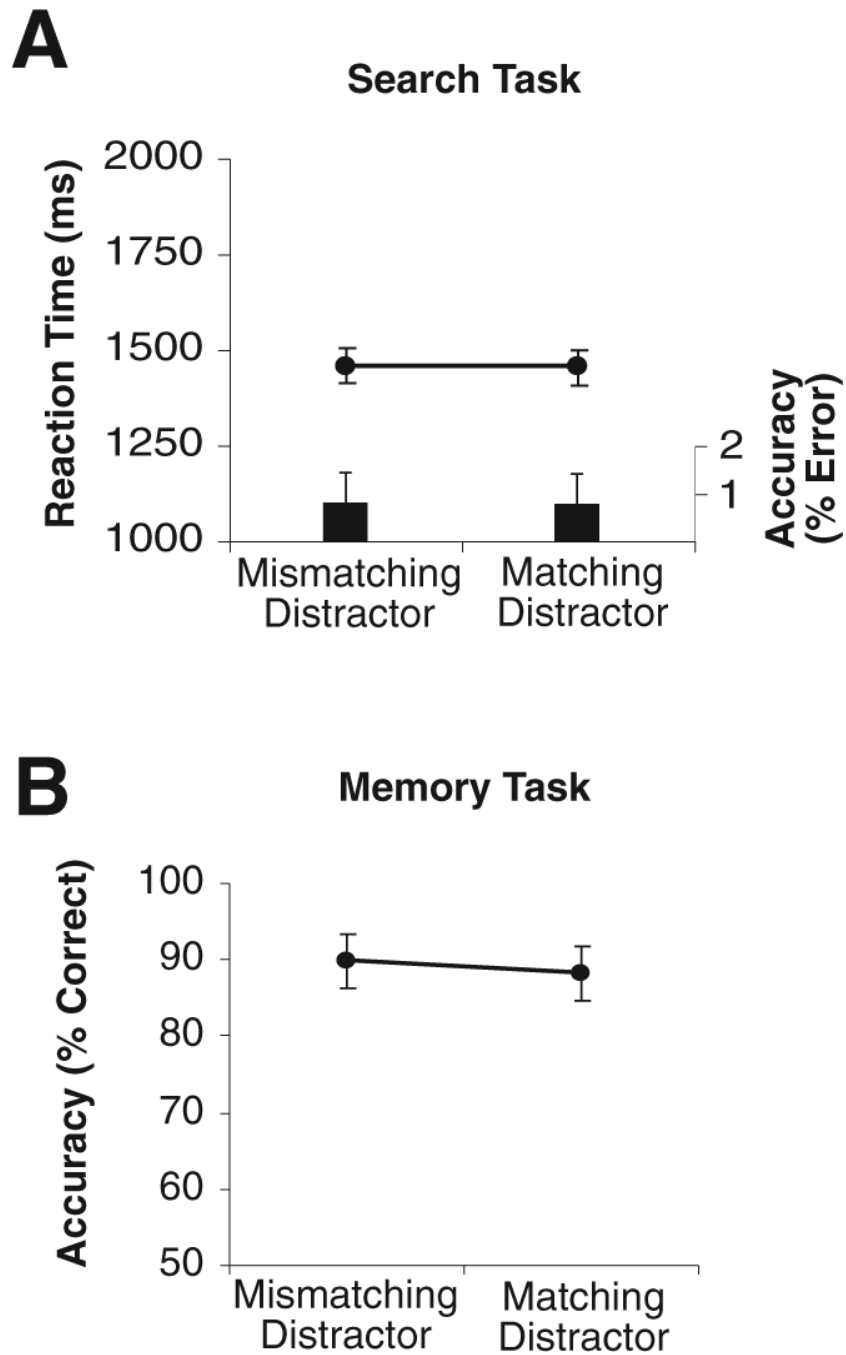 A
Search Task
Reaction Time (ms)
2000
1750
1500
1250
1000
2
1
Accuracy
(% Error)
Mismatching
Distractor
Matching
Distractor
B
Memory Task
Accuracy (% Correct)
100
90
80
70
60
50
Mismatching
Distractor
Matching
Distractor